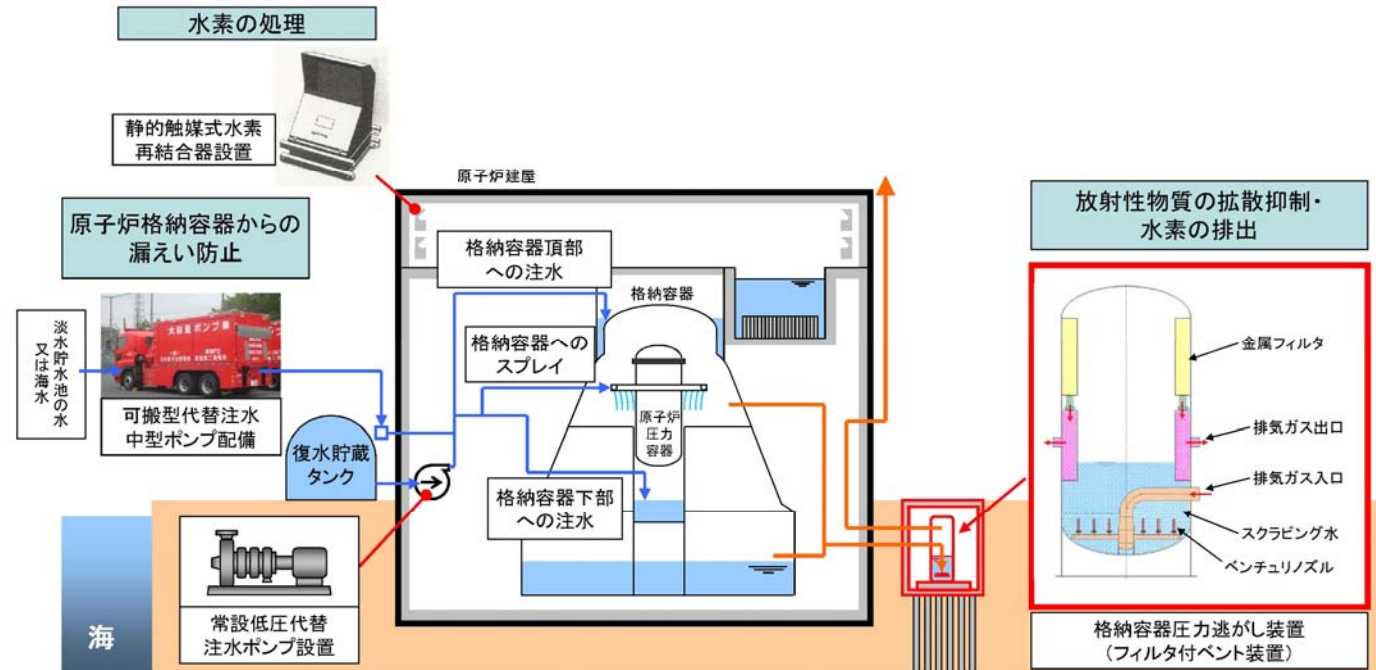 水素の処理
静的触媒式水素
再結合器設置
原子炉建屋
原子炉格納容器からの
漏えい防止
淡水貯水池の水
又は海水
大容量ポンプ車
可搬型代替注水
中型ポンプ配備
復水貯蔵
タンク
常設低圧代替
注水ポンプ設置
海
格納容器頂部
への注水
格納容器
格納容器への
スプレイ
原子炉
圧力
容器
格納容器下部
への注水
放射性物質の拡散抑制・
水素の排出
金属フィルタ
排気ガス出口
排気ガス入口
スクラビング水
ベンチュリノズル
格納容器圧力逃がし装置
(フィルタ付ベント装置)